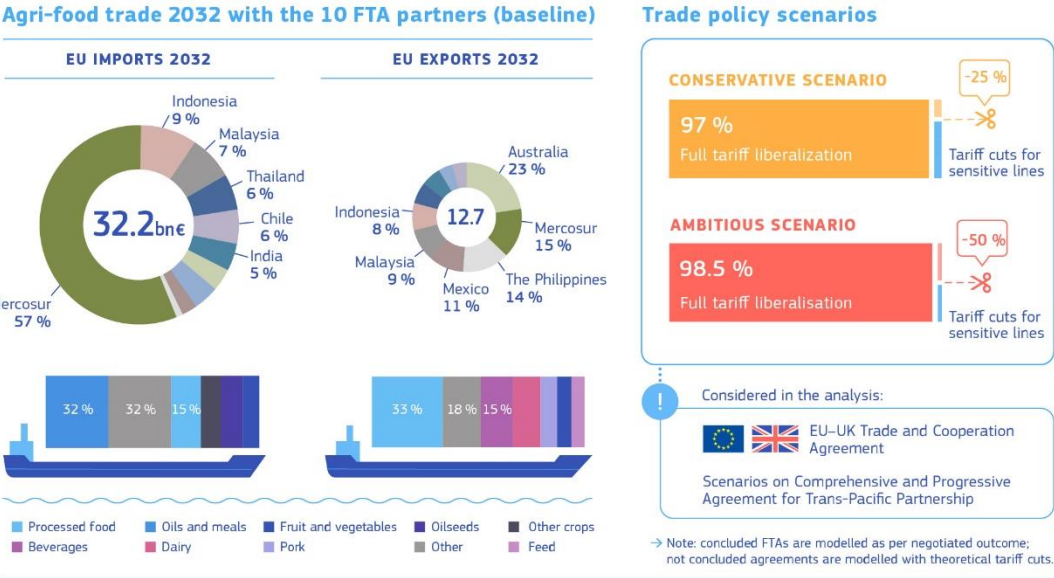 Agri-food trade 2032 with the 10 FTA partners (baseline)
EU IMPORTS 2032
Indonesia
9 %
Malaysia
7 %
Thailand
6 %
Chile
6 %
India
5 %
ercosur
57 %
32.2bn€
EU EXPORTS 2032
Australia
23 %
Mercosur
15 %
The Philippines
14 %
Mexico
11 %
Malaysia
9 %
Indonesia
8 %
12.7
32 %
32 %
15 %
33 %
18 %
15 %
Processed food
Oils and meals
Fruit and vegetables
Oilseeds
Other crops
Beverages
Dairy
Pork
Other
Feed
Trade policy scenarios
CONSERVATIVE SCENARIO
-25 %
97 %
Full tariff liberalization
Tariff cuts for
sensitive lines
AMBITIOUS SCENARIO
-50 %
98.5 %
Full tariff liberalisation
Tariff cuts for
sensitive lines
!
Considered in the analysis:
EU–UK Trade and Cooperation
Agreement
Scenarios on Comprehensive and Progressive
Agreement for Trans-Pacific Partnership
→ Note: concluded FTAs are modelled as per negotiated outcome;
not concluded agreements are modelled with theoretical tariff cuts.